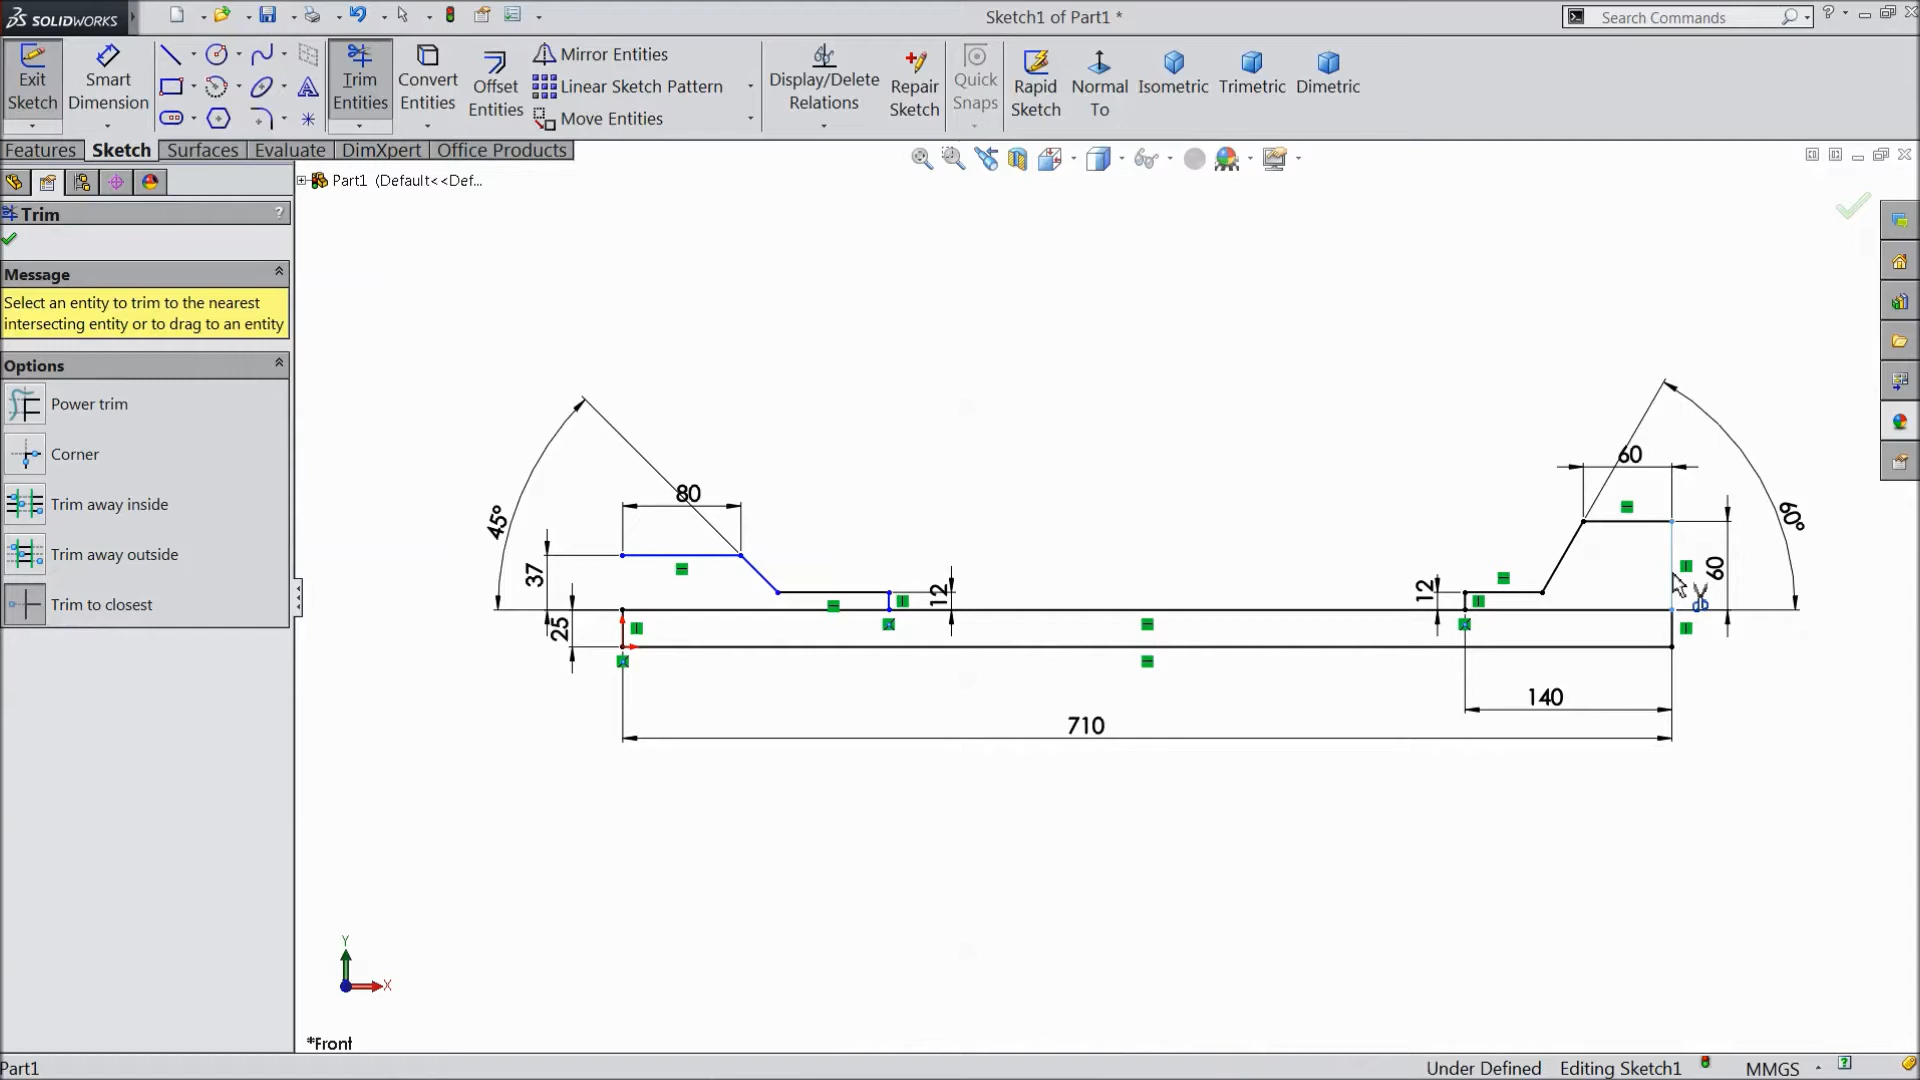 SOLIDWORKS
Sketch1 of Part1 *
Search Commands
?
Exit Sketch
Smart Dimension
Trim Entities
Convert Entities
Offset Entities
Mirror Entities
Linear Sketch Pattern
Move Entities
Display/Delete Relations
Repair Sketch
Quick Snaps
Rapid Sketch
Normal To
Isometric
Trimetric
Dimetric
Features
Sketch
Surfaces
Evaluate
DimXpert
Office Products
Part1 (Default<<Def...
Trim
?
Message
Select an entity to trim to the nearest
intersecting entity or to drag to an entity
Options
Power trim
Corner
Trim away inside
Trim away outside
Trim to closest
45°
80
37
25
12
12
60
60
60°
140
710
Y
X
*Front
Part1
Under Defined
Editing Sketch1
MMGS
?